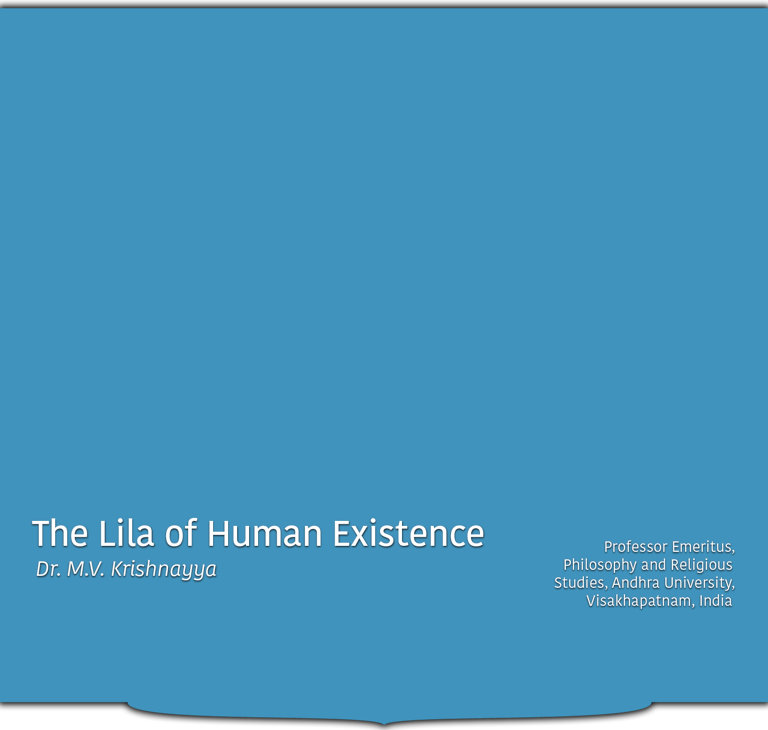 The Lila of Human Existence
Dr. M.V. Krishnayya
Professor Emeritus,
Philosophy and Religious
Studies, Andhra University,
Visakhapatnam, India